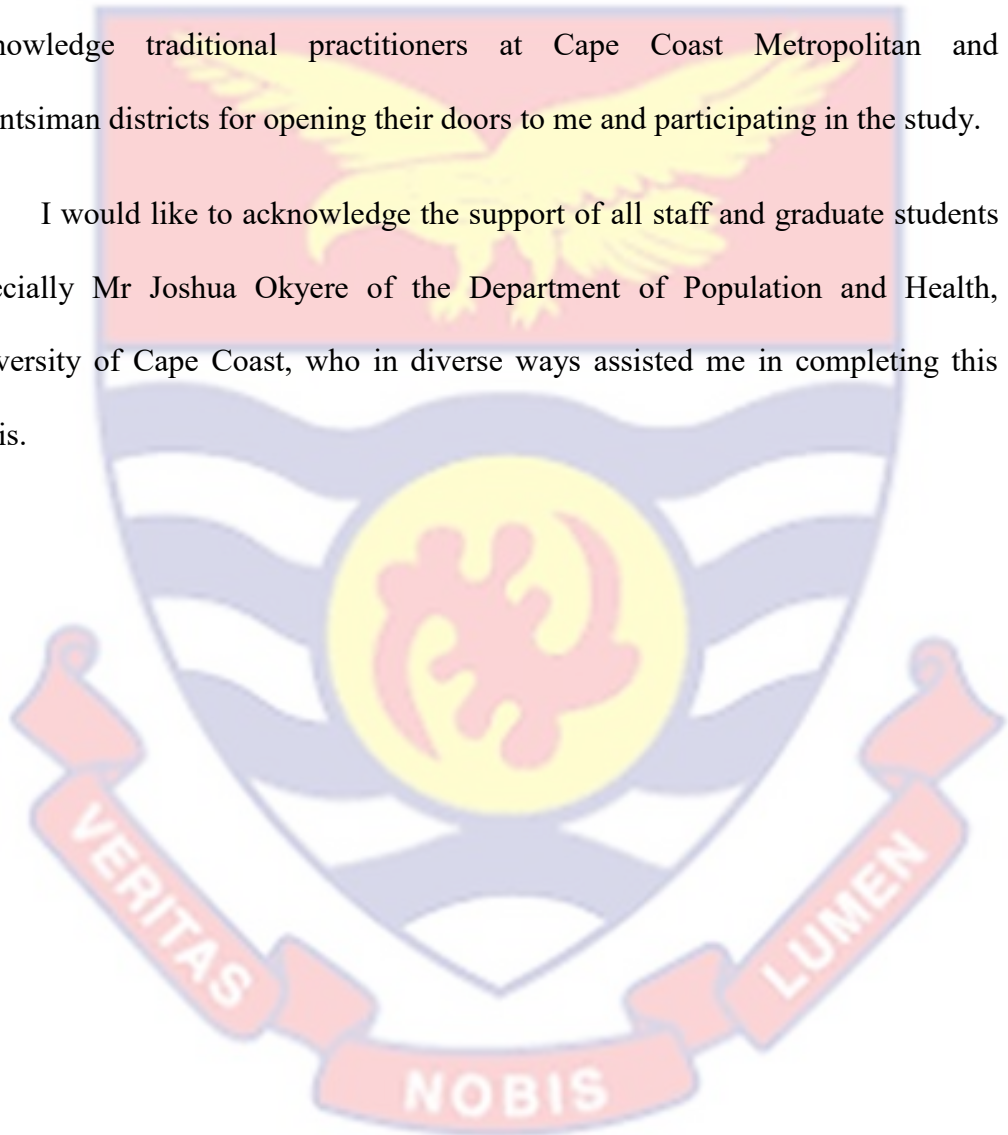 nowledge traditional practitioners at Cape Coast Metropolitan and
ntsiman districts for opening their doors to me and participating in the study.
I would like to acknowledge the support of all staff and graduate students
ecially Mr Joshua Okyere of the Department of Population and Health,
versity of Cape Coast, who in diverse ways assisted me in completing this
is.
VERITAS
NOBIS
LUMEN